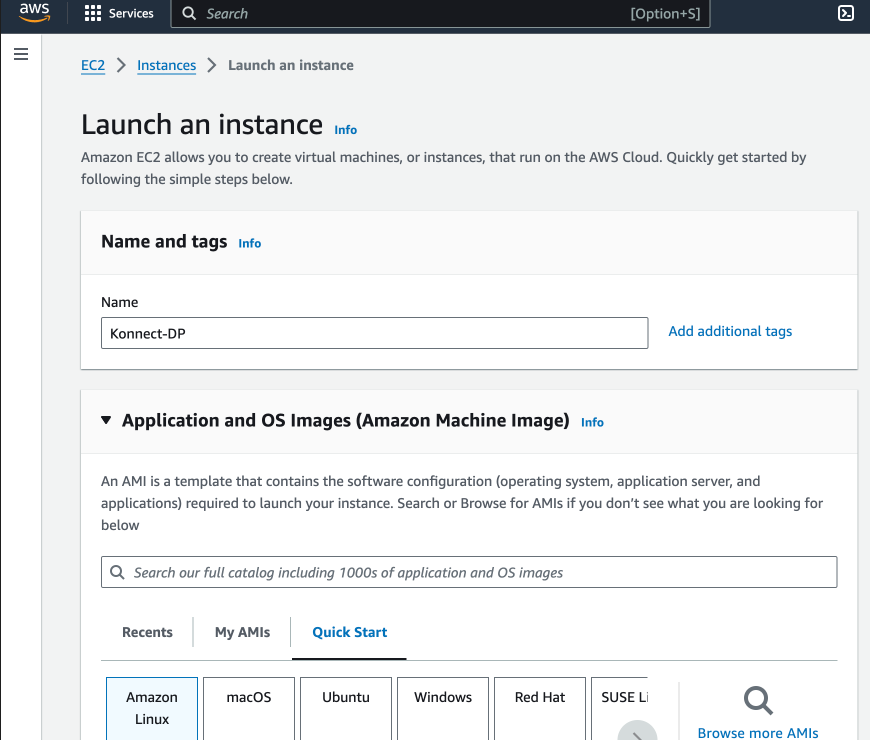 aws
Services
Search
[Option+S]
EC2 > Instances > Launch an instance
Launch an instance Info
Amazon EC2 allows you to create virtual machines, or instances, that run on the AWS Cloud. Quickly get started by
following the simple steps below.
Name and tags Info
Name
Konnect-DP
Add additional tags
Application and OS Images (Amazon Machine Image) Info
An AMI is a template that contains the software configuration (operating system, application server, and
applications) required to launch your instance. Search or Browse for AMIs if you don't see what you are looking for
below
Search our full catalog including 1000s of application and OS images
Recents
My AMIs
Quick Start
Amazon
Linux
macOS
Ubuntu
Windows
Red Hat
SUSE Li
Browse more AMIs